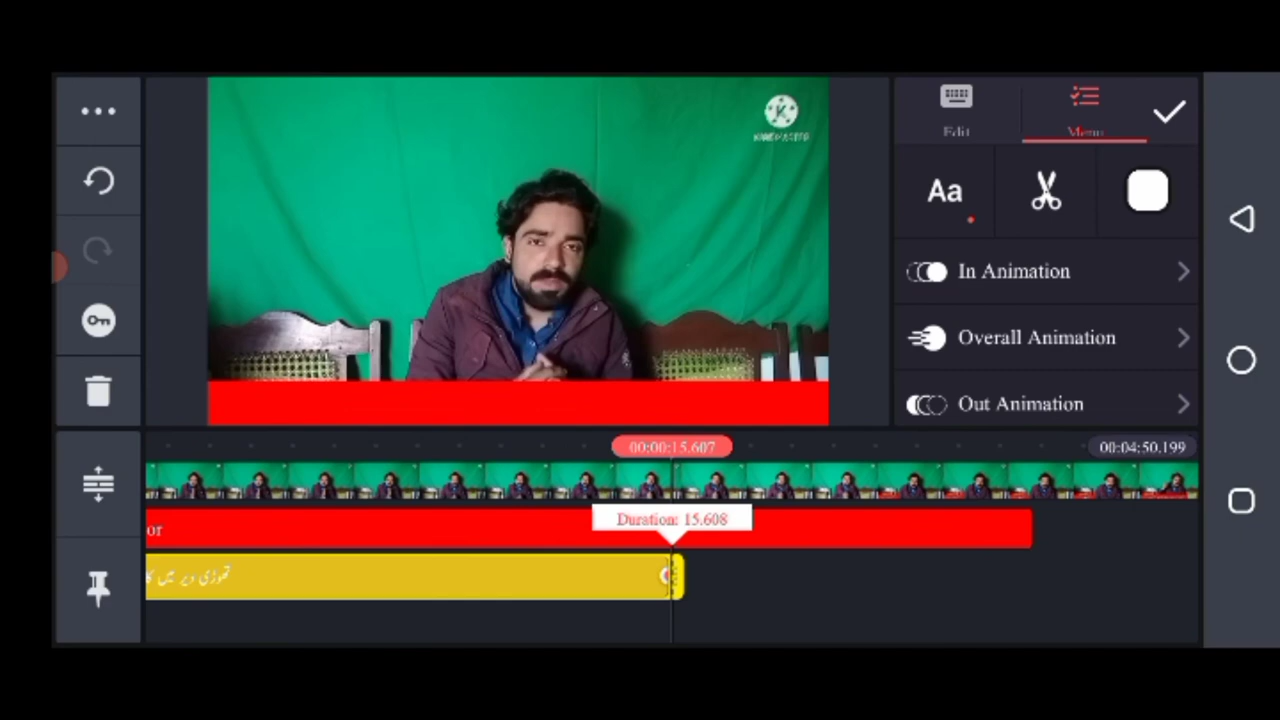 Edit
Menu
KINEMASTER
Aa
In Animation
Overall Animation
Out Animation
00:00:15.607
00:04:50.199
Duration: 15.608
or
تھوڑی دیر میں